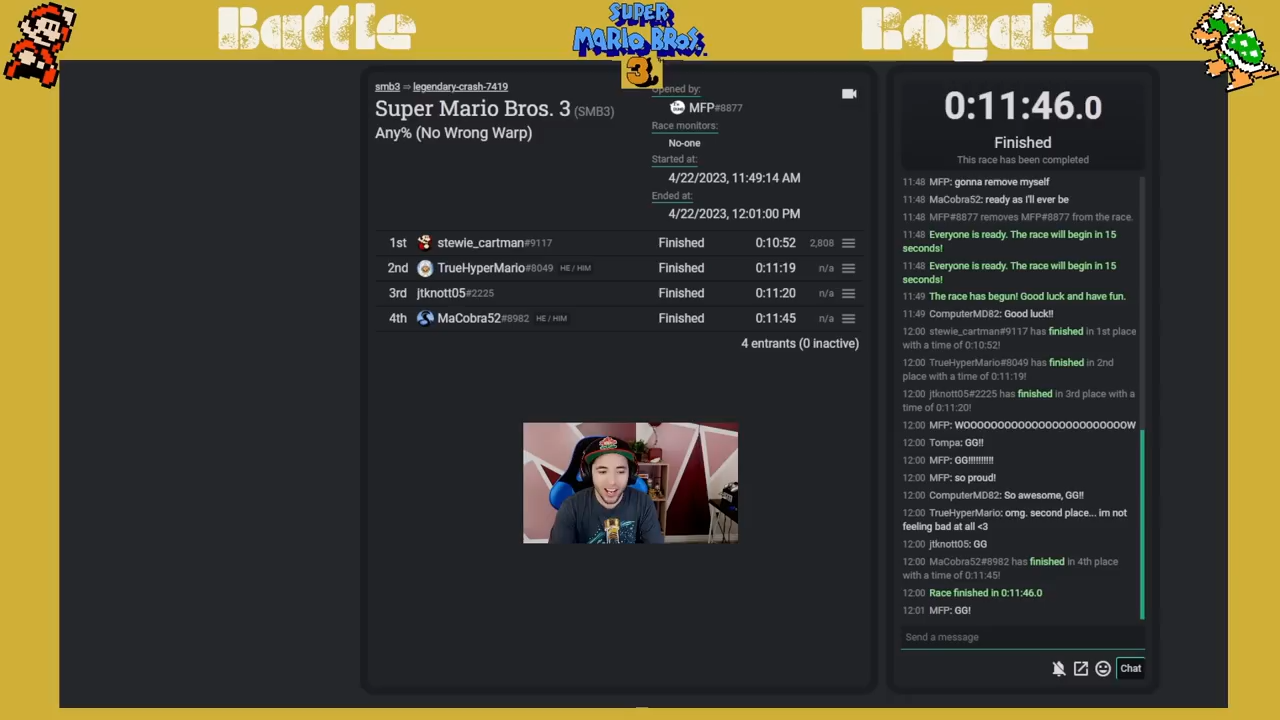 Battle
SUPER
MARIO BROS.
3
Royale
smb3 ⇒ legendary-crash-7419
Super Mario Bros. 3 (SMB3)
Any% (No Wrong Warp)
Opened by:
MFP#8877
Race monitors:
No-one
Started at:
4/22/2023, 11:49:14 AM
Ended at:
4/22/2023, 12:01:00 PM
1st stewie_cartman#9117 Finished 0:10:52 2,808
2nd TrueHyperMario#8049 HE / HIM Finished 0:11:19 n/a
3rd jtknott05#2225 Finished 0:11:20 n/a
4th MaCobra52#8982 HE / HIM Finished 0:11:45 n/a
4 entrants (0 inactive)
0:11:46.0
Finished
This race has been completed
11:48 MFP: gonna remove myself
11:48 MaCobra52: ready as I'll ever be
11:48 MFP#8877 removes MFP#8877 from the race.
11:48 Everyone is ready. The race will begin in 15
seconds!
11:48 Everyone is ready. The race will begin in 15
seconds!
11:49 The race has begun! Good luck and have fun.
11:49 ComputerMD82: Good luck!!
12:00 stewie_cartman#9117 has finished in 1st place
with a time of 0:10:52!
12:00 TrueHyperMario#8049 has finished in 2nd
place with a time of 0:11:19!
12:00 jtknott05#2225 has finished in 3rd place with a
time of 0:11:20!
12:00 MFP: WOOOOOOOOOOOOOOOOOOOOOOOOW
12:00 Tompa: GG!!
12:00 MFP: GG!!!!!!!!!!
12:00 MFP: so proud!
12:00 ComputerMD82: So awesome, GG!!
12:00 TrueHyperMario: omg. second place... im not
feeling bad at all <3
12:00 jtknott05: GG
12:00 MaCobra52#8982 has finished in 4th place
with a time of 0:11:45!
12:00 Race finished in 0:11:46.0
12:01 MFP: GG!
Send a message
Chat